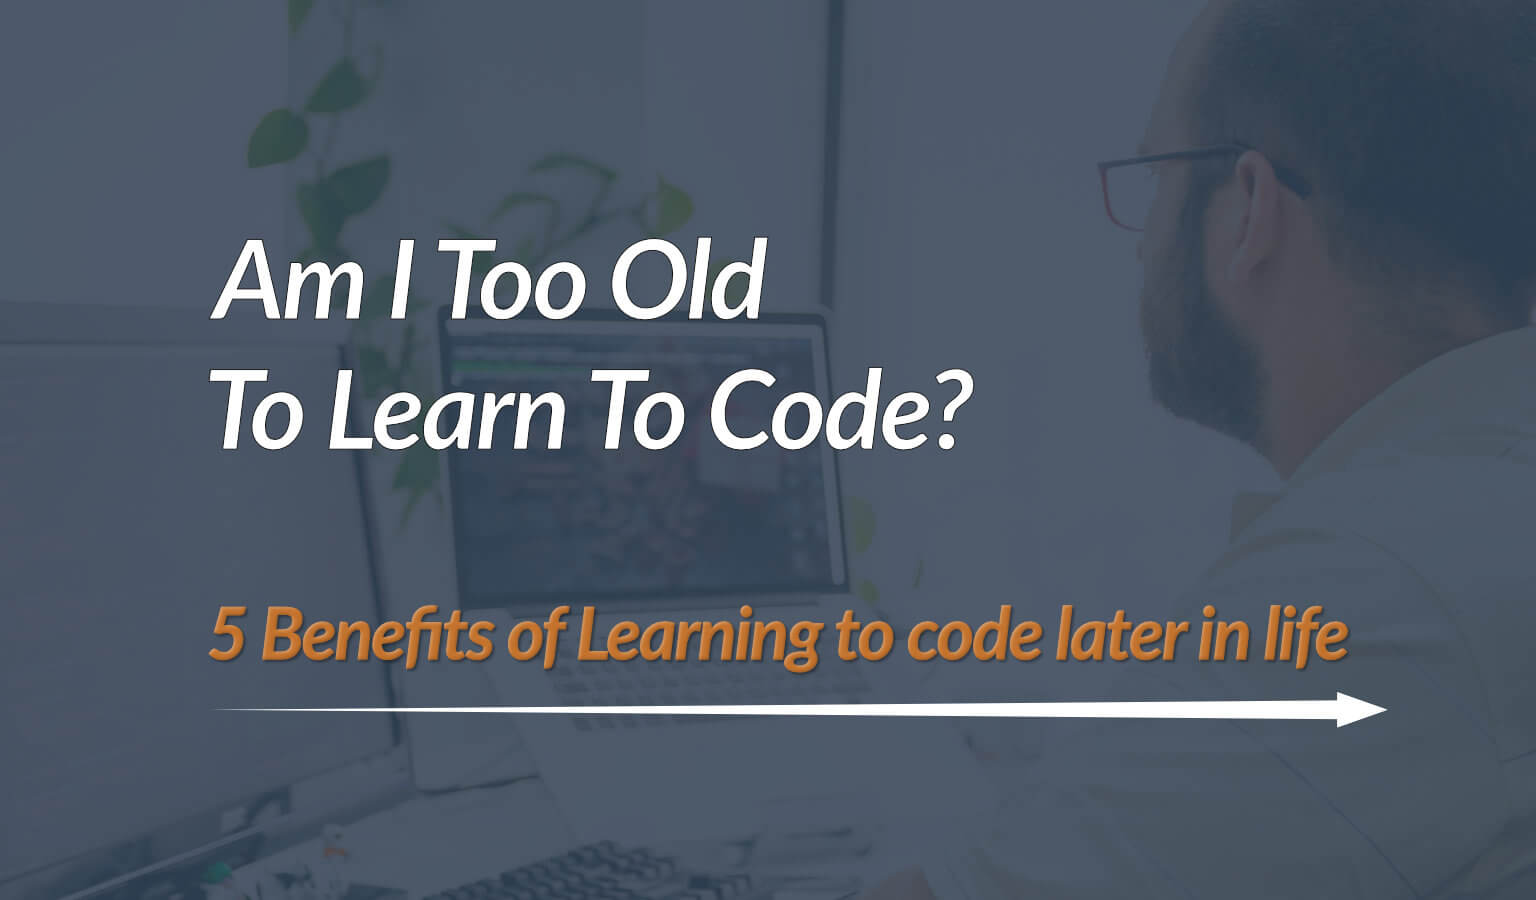 Am I Too Old
To Learn To Code?
5 Benefits of Learning to code later in life